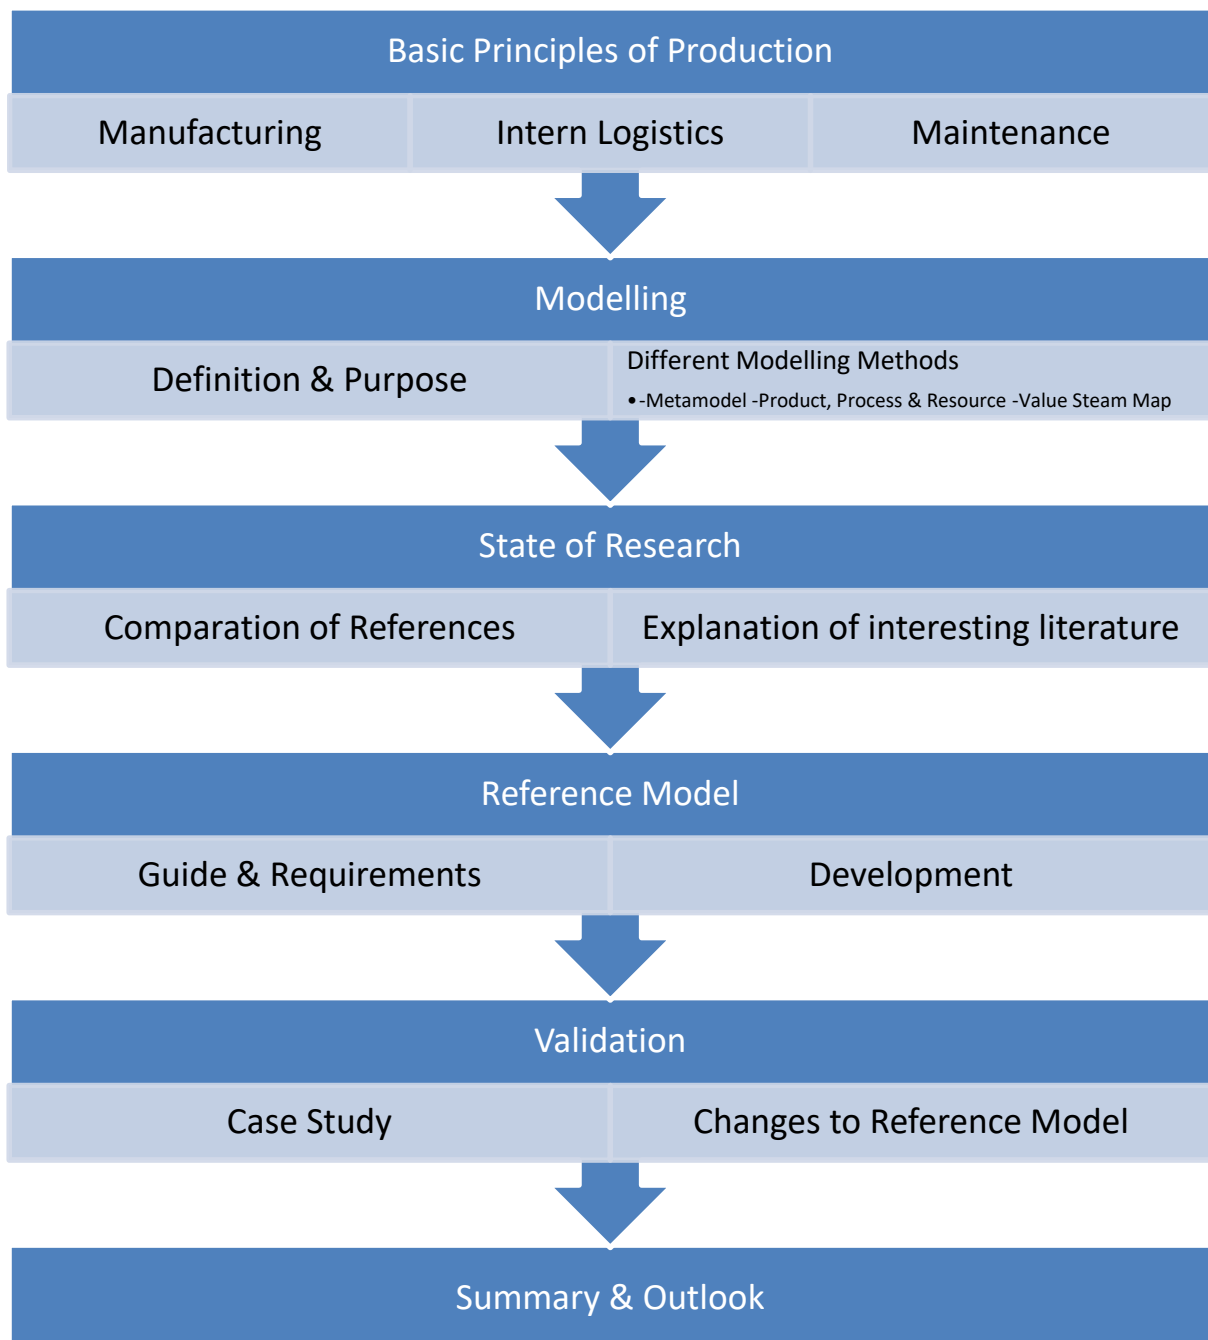 Basic Principles of Production
Manufacturing
Intern Logistics
Maintenance
Modelling
Definition & Purpose
Different Modelling Methods
•-Metamodel -Product, Process & Resource -Value Steam Map
State of Research
Comparation of References
Explanation of interesting literature
Reference Model
Guide & Requirements
Development
Validation
Case Study
Changes to Reference Model
Summary & Outlook